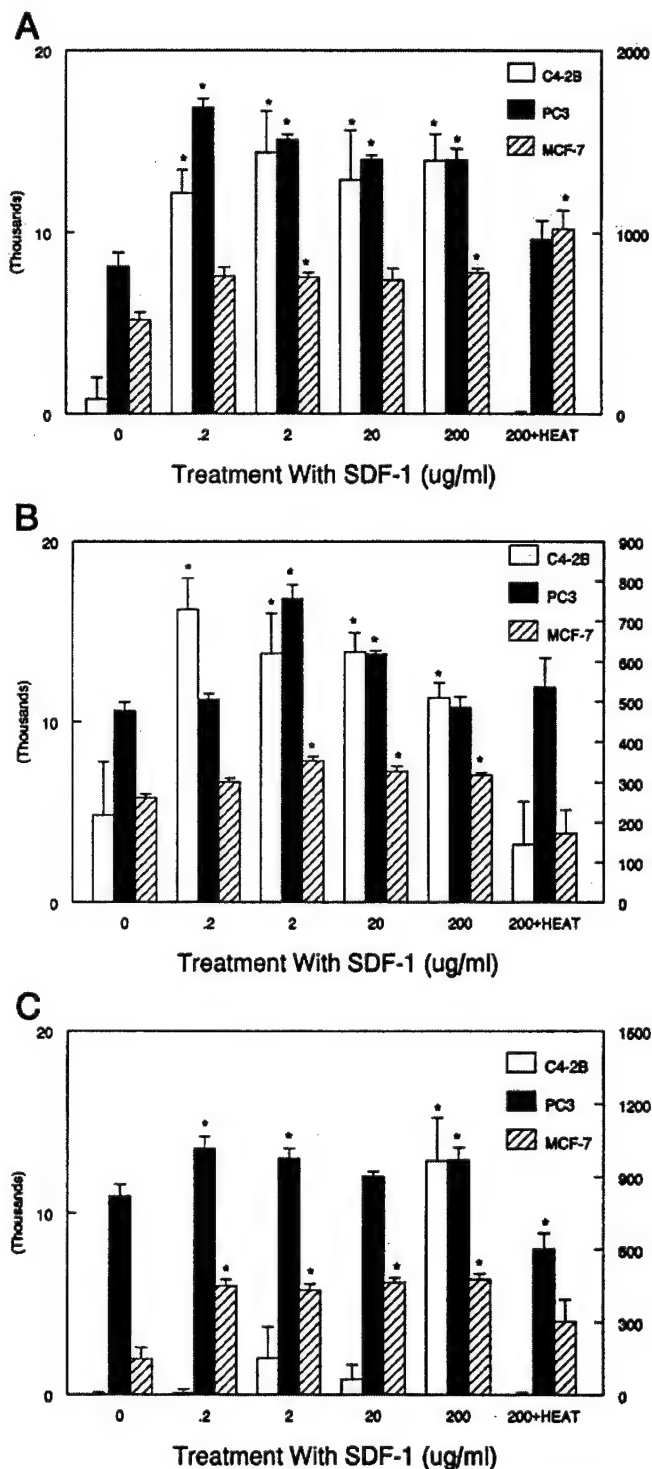 A
20
10
0
(Thousands)
2000
1000
0
C4-2B
PC3
MCF-7
* * * * * * * * * * *
0 .2 2 20 200 200+HEAT
Treatment With SDF-1 (ug/ml)
B
20
10
0
(Thousands)
900
800
700
600
500
400
300
200
100
0
C4-2B
PC3
MCF-7
* * * * * * * * *
0 .2 2 20 200 200+HEAT
Treatment With SDF-1 (ug/ml)
C
20
10
0
(Thousands)
1500
1200
900
600
300
0
C4-2B
PC3
MCF-7
* * * * * * * * *
0 .2 2 20 200 200+HEAT
Treatment With SDF-1 (ug/ml)